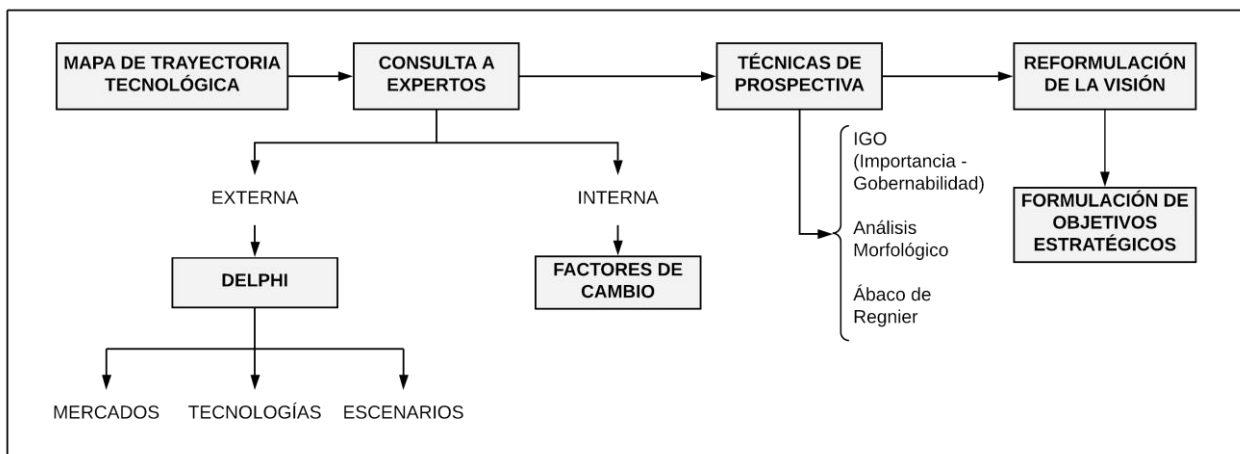 MAPA DE TRAYECTORIA
TECNOLÓGICA
CONSULTA A
EXPERTOS
TÉCNICAS DE
PROSPECTIVA
REFORMULACIÓN
DE LA VISIÓN
EXTERNA
INTERNA
IGO
(Importancia -
Gobernabilidad)
Análisis
Morfológico
Ábaco de
Regnier
FORMULACIÓN DE
OBJETIVOS
ESTRATÉGICOS
DELPHI
FACTORES DE
CAMBIO
MERCADOS
TECNOLOGÍAS
ESCENARIOS